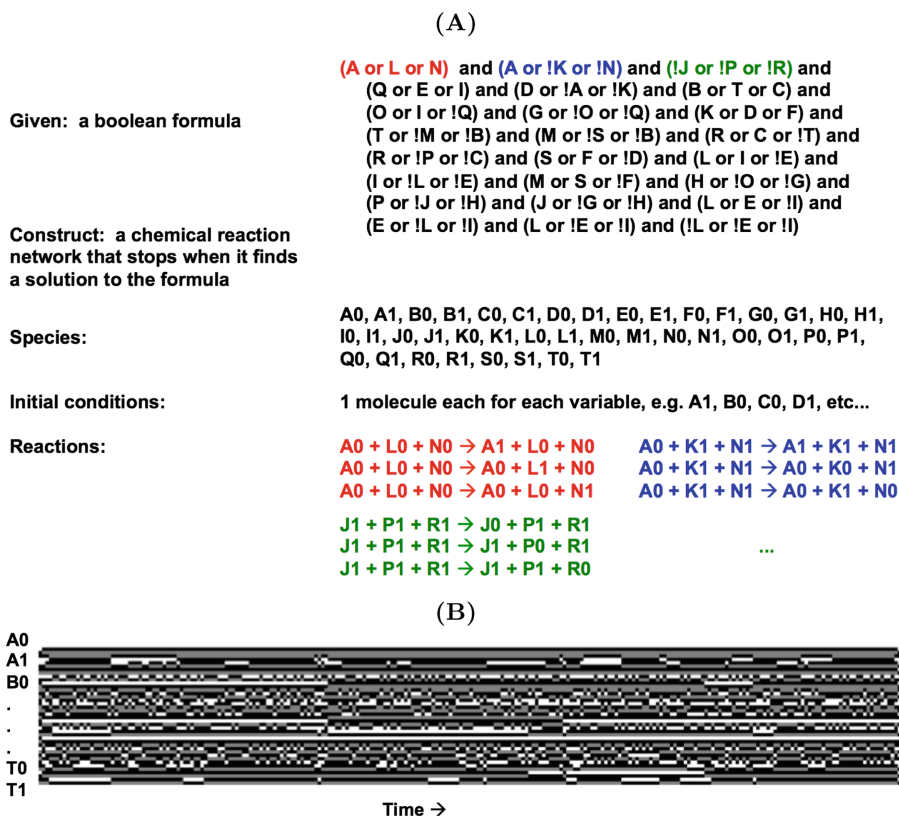 (A)
(A or L or N) and (A or !K or !N) and (!J or !P or !R) and
(Q or E or I) and (D or !A or !K) and (B or T or C) and
(O or I or !Q) and (G or !O or !Q) and (K or D or F) and
Given: a boolean formula
(T or !M or !B) and (M or !S or !B) and (R or C or !T) and
(R or !P or !C) and (S or F or !D) and (L or I or !E) and
(I or !L or !E) and (M or S or !F) and (H or !O or !G) and
(P or !J or !H) and (J or !G or !H) and (L or E or !I) and
(E or !L or !I) and (L or !E or !I) and (!L or !E or !I)
Construct: a chemical reaction
network that stops when it finds
a solution to the formula
Species:
A0, A1, B0, B1, C0, C1, D0, D1, E0, E1, F0, F1, G0, G1, H0, H1,
I0, I1, J0, J1, K0, K1, L0, L1, M0, M1, N0, N1, O0, O1, P0, P1,
Q0, Q1, R0, R1, S0, S1, T0, T1
Initial conditions: 1 molecule each for each variable, e.g. A1, B0, C0, D1, etc...
Reactions:
A0 + L0 + N0 → A1 + L0 + N0
A0 + L0 + N0 → A0 + L1 + N0
A0 + L0 + N0 → A0 + L0 + N1
A0 + K1 + N1 → A1 + K1 + N1
A0 + K1 + N1 → A0 + K0 + N1
A0 + K1 + N1 → A0 + K1 + N0
J1 + P1 + R1 → J0 + P1 + R1
J1 + P1 + R1 → J1 + P0 + R1
J1 + P1 + R1 → J1 + P1 + R0
...
(B)
A0
A1
B0
.
.
.
T0
T1
Time →